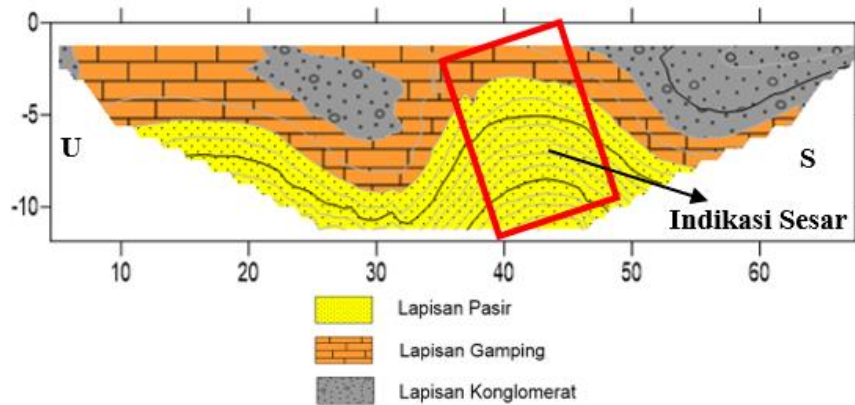 0
-5
-10
U
S
Indikasi Sesar
10 20 30 40 50 60
Lapisan Pasir
Lapisan Gamping
Lapisan Konglomerat